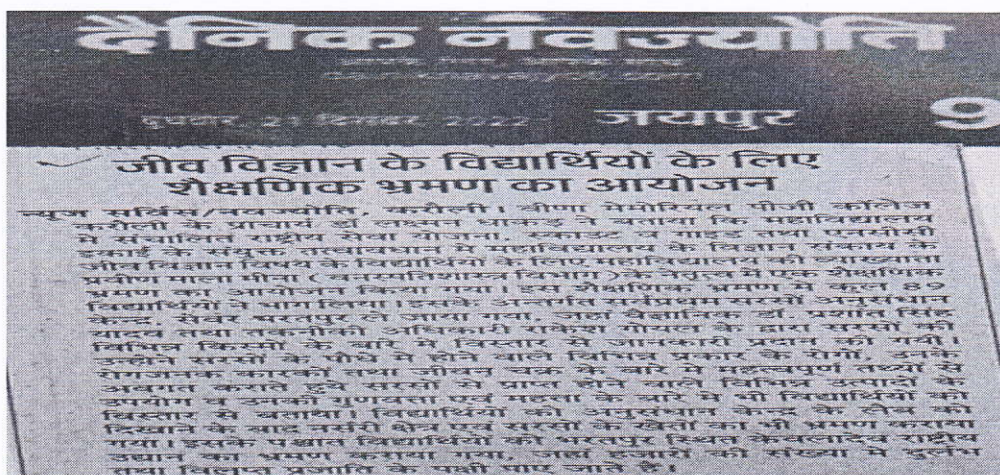 दैनिक नवज्योति
बुधवार, 21 दिसंबर, 2022 जयपुर 9
जीव विज्ञान के विद्यार्थियों के लिए
शैक्षणिक भ्रमण का आयोजन
न्यूज सर्विस/नवज्योति, करौली। वीणा मेमोरियल पीजी कॉलेज
करौली के प्राचार्य डॉ लक्ष्मन धाकड़ ने बताया कि महाविद्यालय
में संचालित राष्ट्रीय सेवा योजना, स्काउट व गाइड तथा एनसीसी
इकाई के संयुक्त तत्वावधान में महाविद्यालय के विज्ञान संकाय के
जीव विज्ञान विषय के विद्यार्थियों के लिए महाविद्यालय की व्याख्याता
प्रवीण बाला मीना (वनस्पतिशास्त्र विभाग) के नेतृत्व में एक शैक्षणिक
भ्रमण का आयोजन किया गया। इस शैक्षणिक भ्रमण में कुल 89
विद्यार्थियों ने भाग लिया। इसके अन्तर्गत सर्वप्रथम सरसों अनुसंधान
केन्द्र, सेवर भरतपुर ले जाया गया, जहां वैज्ञानिक डॉ. प्रशांत सिंह
यादव तथा तकनीकी अधिकारी राकेश गोयल के द्वारा सरसों की
विभिन्न किस्मों के बारे में विस्तार से जानकारी प्रदान की गयी।
उन्होंने सरसों के पौधे में होने वाले विभिन्न प्रकार के रोगों, उनके
रोगजनक कारकों तथा जीवन चक्र के बारे में महत्वपूर्ण तथ्यों से
अवगत कराते हुये सरसों से प्राप्त होने वाले विभिन्न उत्पादों के
उपयोग व उनकी गुणवत्ता एवं महत्ता के बारे में भी विद्यार्थियों को
विस्तार से बताया। विद्यार्थियों को अनुसंधान केन्द्र के लैब को
दिखाने के बाद नर्सरी क्षेत्र एवं सरसों के खेतों का भी भ्रमण कराया
गया। इसके पश्चात विद्यार्थियों को भरतपुर स्थित केवलादेव राष्ट्रीय
उद्यान का भ्रमण कराया गया, जहां हजारों की संख्या में दुर्लभ
तथा विलुप्त प्रजाति के पक्षी पाए जाते है।